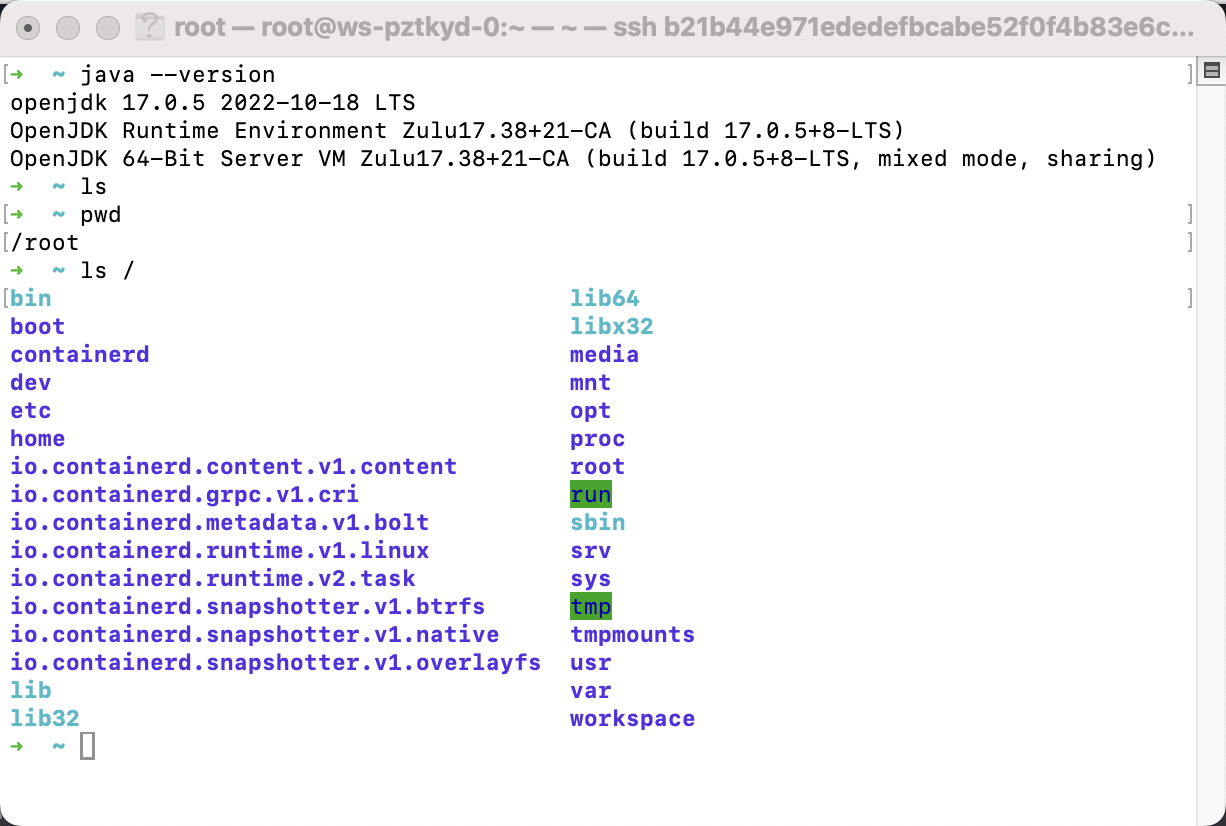 root — root@ws-pztkyd-0:~ — ~ — ssh b21b44e971edededefbcabe52f0f4b83e6c...
[➜ ~ java --version ]
openjdk 17.0.5 2022-10-18 LTS
OpenJDK Runtime Environment Zulu17.38+21-CA (build 17.0.5+8-LTS)
OpenJDK 64-Bit Server VM Zulu17.38+21-CA (build 17.0.5+8-LTS, mixed mode, sharing)
➜ ~ ls
[➜ ~ pwd ]
[/root ]
➜ ~ ls /
[bin lib64 ]
boot libx32
containerd media
dev mnt
etc opt
home proc
io.containerd.content.v1.content root
io.containerd.grpc.v1.cri run
io.containerd.metadata.v1.bolt sbin
io.containerd.runtime.v1.linux srv
io.containerd.runtime.v2.task sys
io.containerd.snapshotter.v1.btrfs tmp
io.containerd.snapshotter.v1.native tmpmounts
io.containerd.snapshotter.v1.overlayfs usr
lib var
lib32 workspace
➜ ~